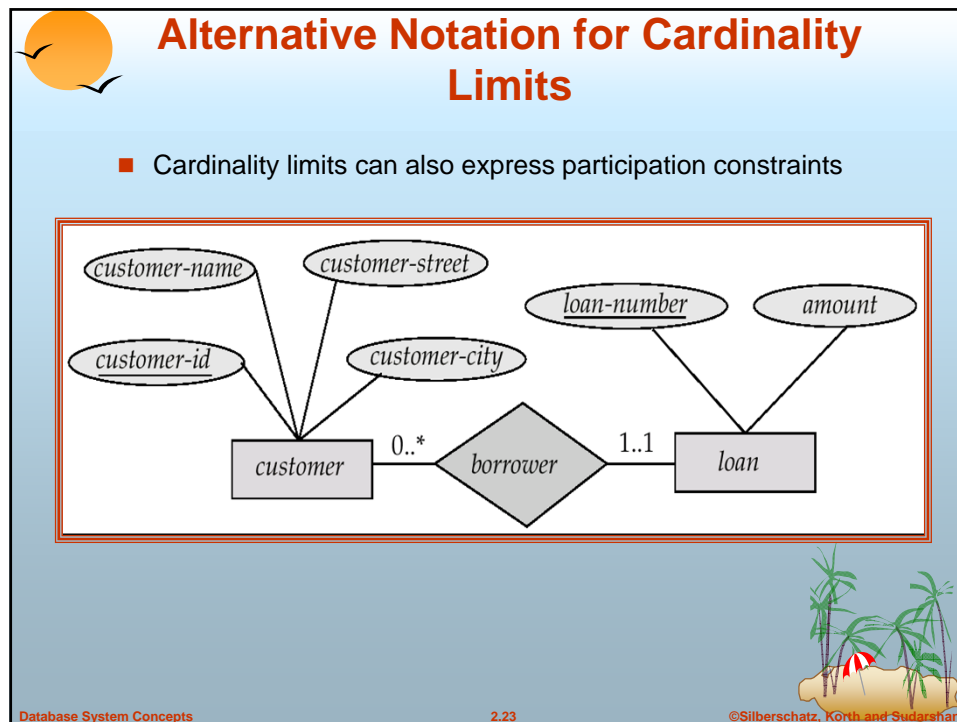 Alternative Notation for Cardinality
Limits
■ Cardinality limits can also express participation constraints
customer-name
customer-street
customer-id
customer-city
loan-number
amount
customer
0..*
borrower
1..1
loan
Database System Concepts
2.23
©Silberschatz, Korth and Sudarshan